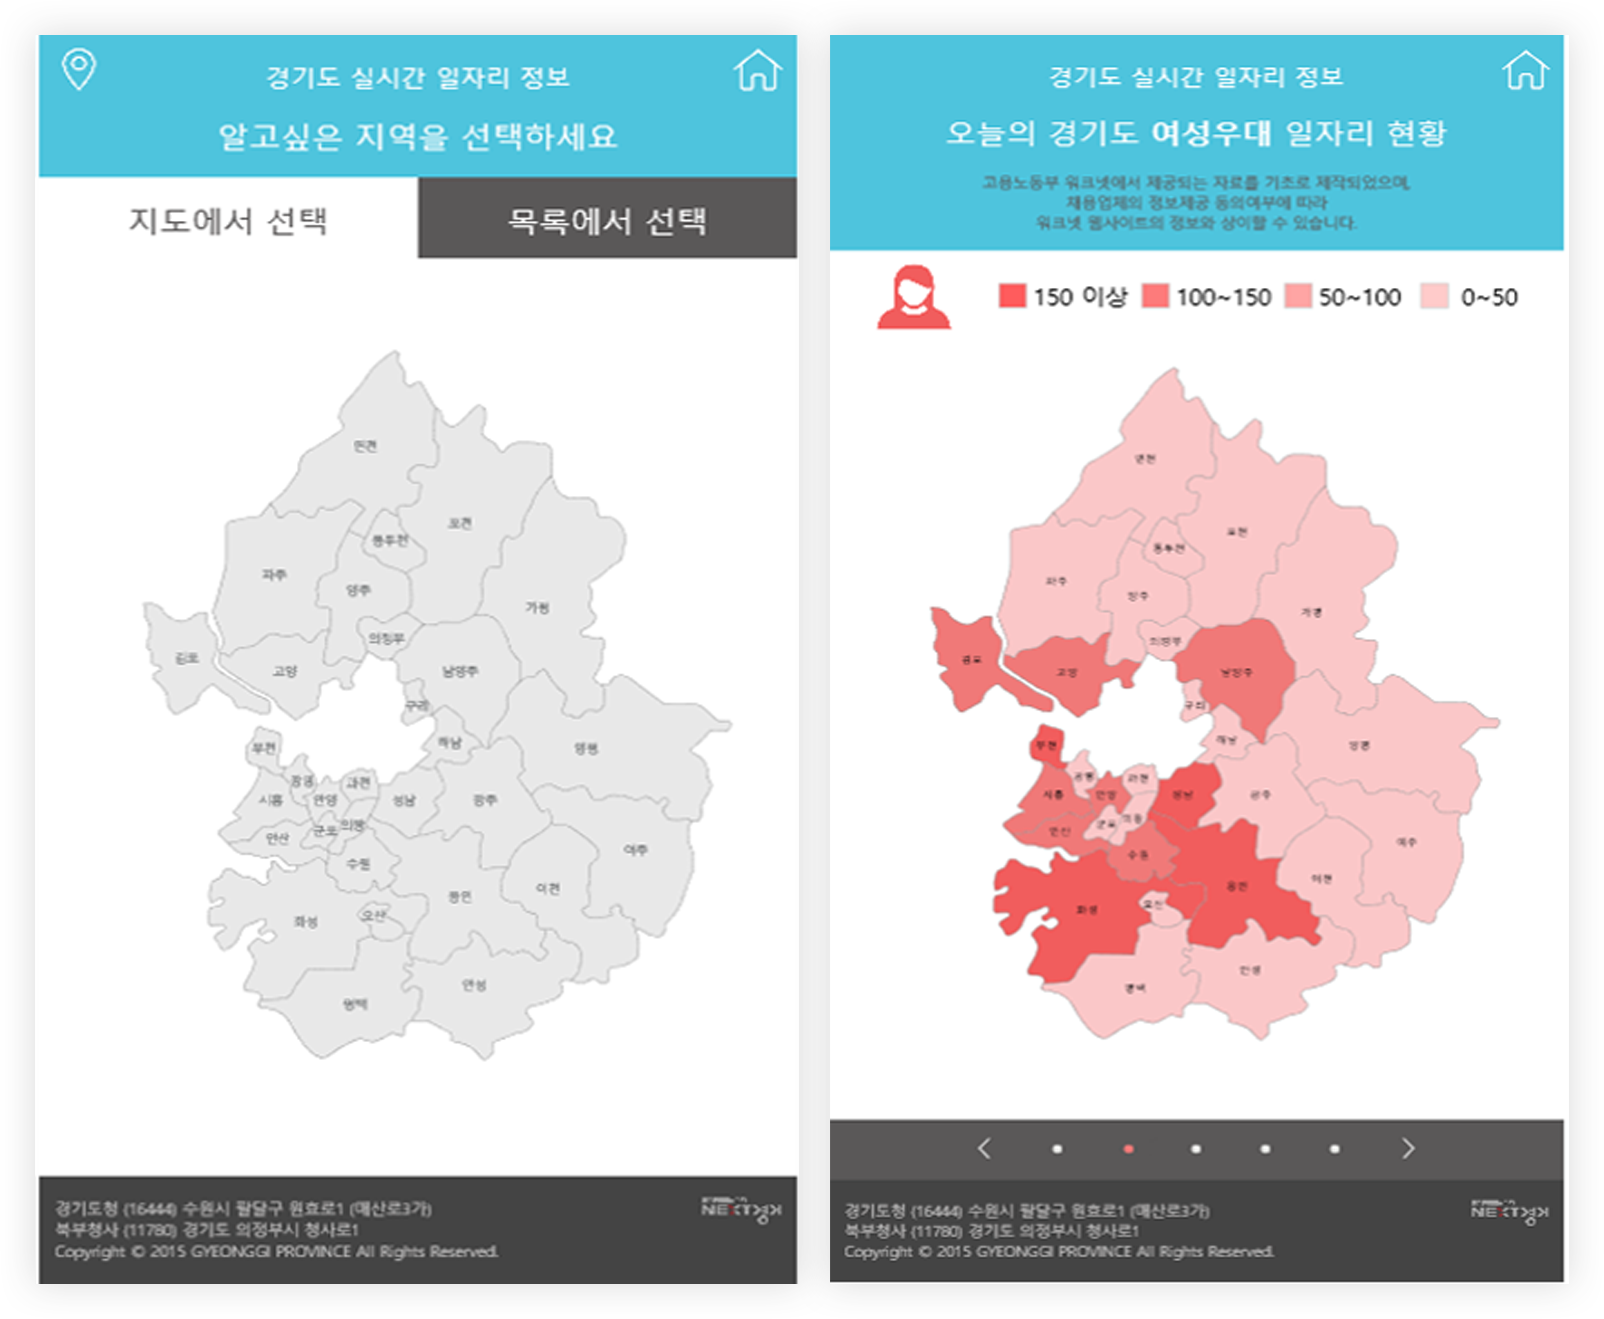 경기도 실시간 일자리 정보
알고싶은 지역을 선택하세요
지도에서 선택
목록에서 선택
연천
포천
동두천
파주
양주
가평
의정부
김포
고양
남양주
구리
하남
부천
양평
광명
과천
시흥
안양
성남
광주
군포
의왕
안산
수원
여주
이천
용인
화성
오산
안성
평택
경기도청 (16444) 수원시 팔달구 원효로1 (매산로3가)
북부청사 (11780) 경기도 의정부시 청사로1
Copyright © 2015 GYEONGGI PROVINCE All Rights Reserved.
NEXT경기
경기도 실시간 일자리 정보
오늘의 경기도 여성우대 일자리 현황
고용노동부 워크넷에서 제공되는 자료를 기초로 제작되었으며,
채용업체의 정보제공 동의여부에 따라
워크넷 웹사이트의 정보와 상이할 수 있습니다.
150 이상
100~150
50~100
0~50
연천
포천
동두천
파주
양주
가평
의정부
김포
고양
남양주
구리
하남
부천
양평
광명
과천
시흥
안양
성남
광주
군포
의왕
안산
수원
여주
이천
용인
화성
오산
안성
평택
경기도청 (16444) 수원시 팔달구 원효로1 (매산로3가)
북부청사 (11780) 경기도 의정부시 청사로1
Copyright © 2015 GYEONGGI PROVINCE All Rights Reserved.
NEXT경기